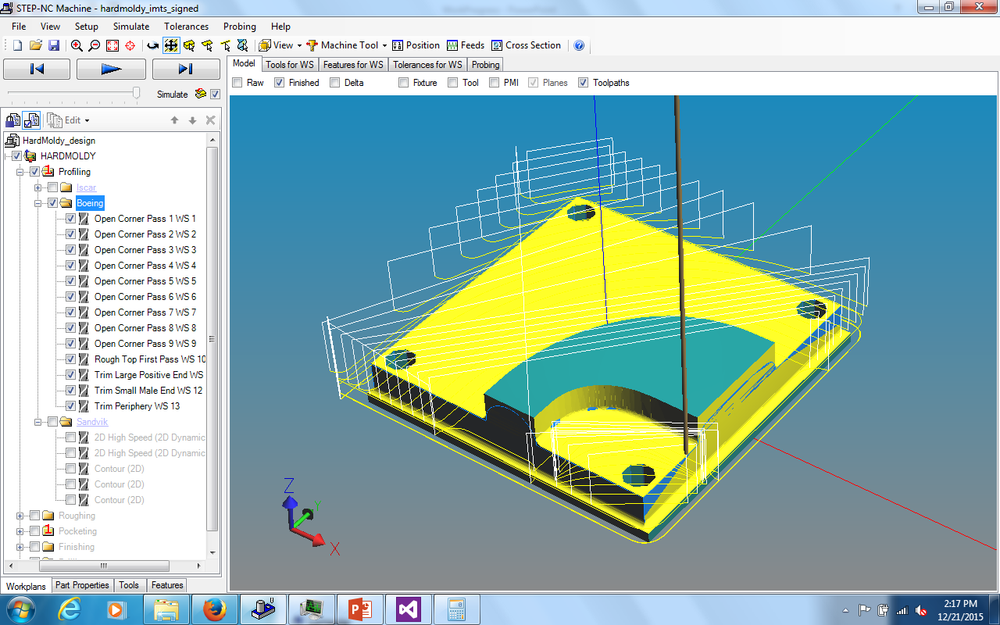 STEP-NC Machine - hardmoldy_imts_signed
File View Setup Simulate Tolerances Probing Help
View Machine Tool Position Feeds Cross Section
Model Tools for WS Features for WS Tolerances for WS Probing
Raw Finished Delta Fixture Tool PMI Planes Toolpaths
Simulate
Edit
HardMoldy_design
HARDMOLDY
Profiling
Iscar
Boeing
Open Corner Pass 1 WS 1
Open Corner Pass 2 WS 2
Open Corner Pass 3 WS 3
Open Corner Pass 4 WS 4
Open Corner Pass 5 WS 5
Open Corner Pass 6 WS 6
Open Corner Pass 7 WS 7
Open Corner Pass 8 WS 8
Open Corner Pass 9 WS 9
Rough Top First Pass WS 10
Trim Large Positive End WS
Trim Small Male End WS 12
Trim Periphery WS 13
Sandvik
2D High Speed (2D Dynamic
2D High Speed (2D Dynamic
Contour (2D)
Contour (2D)
Contour (2D)
Roughing
Pocketing
Finishing
Z
Y
X
Workplans Part Properties Tools Features
2:17 PM
12/21/2015